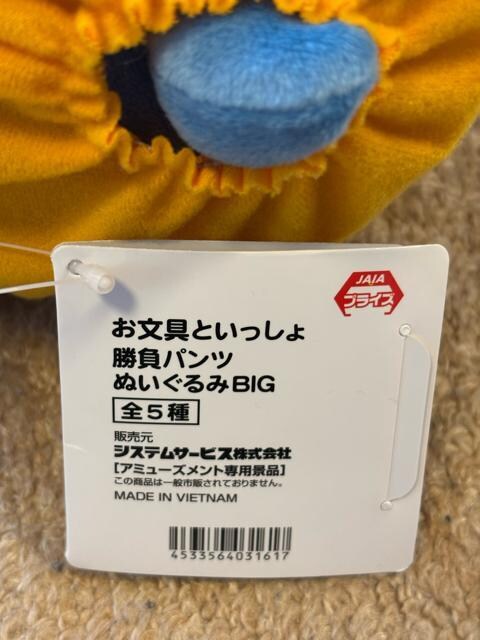 JAIA
プライズ
お文具といっしょ
勝負パンツ
ぬいぐるみBIG
全5種
販売元
システムサービス株式会社
【アミューズメント専用景品】
この商品は一般市販されておりません。
MADE IN VIETNAM
4533564031617